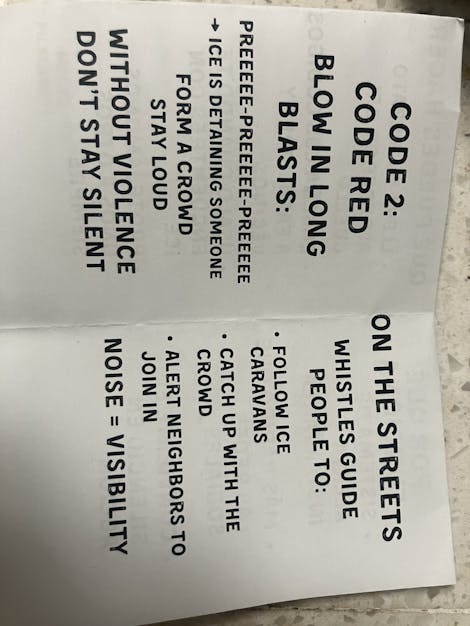 CODE 2:
CODE RED
BLOW IN LONG
BLASTS:
PREEEEE-PREEEEEE-PREEEEE
→ ICE IS DETAINING SOMEONE
FORM A CROWD
STAY LOUD
WITHOUT VIOLENCE
DON'T STAY SILENT
ON THE STREETS
WHISTLES GUIDE
PEOPLE TO:
• FOLLOW ICE
CARAVANS
• CATCH UP WITH THE
CROWD
• ALERT NEIGHBORS TO
JOIN IN
NOISE = VISIBILITY